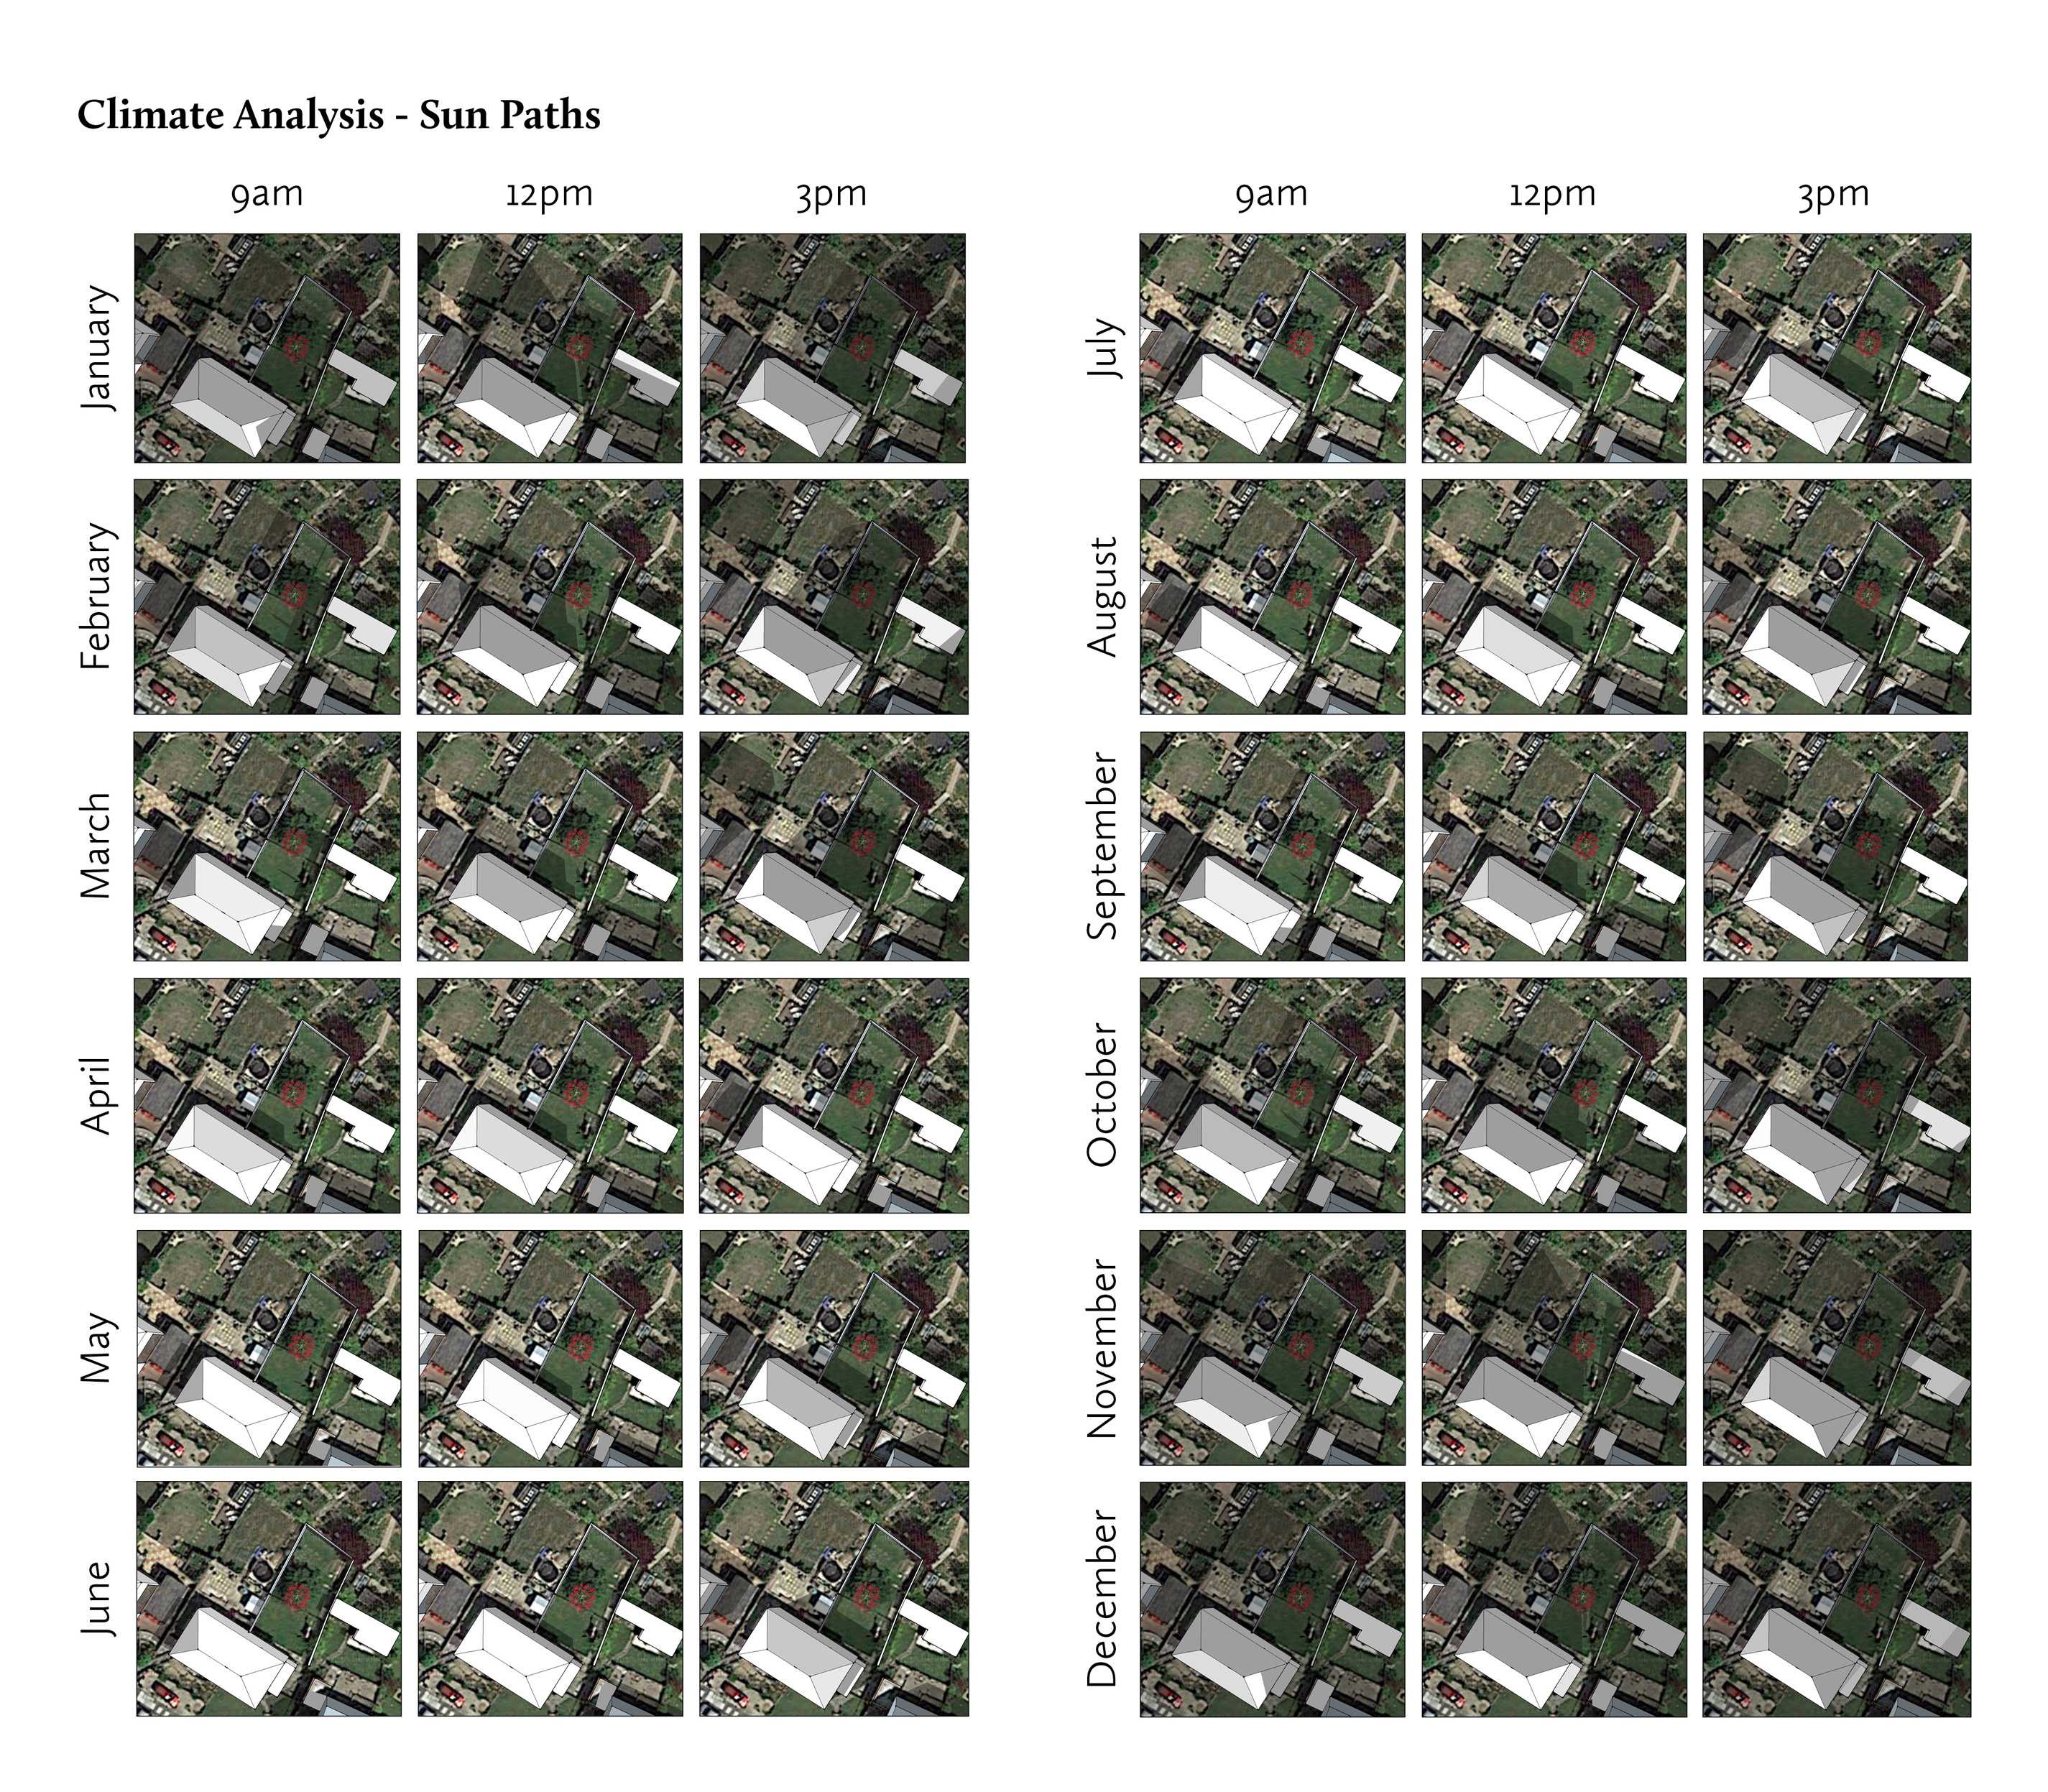 Climate Analysis - Sun Paths
9am 12pm 3pm
January
February
March
April
May
June
9am 12pm 3pm
July
August
September
October
November
December